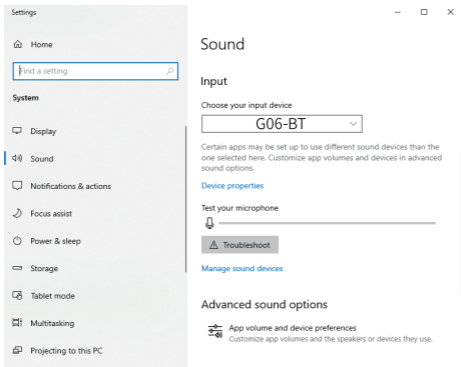 Settings
Home
Find a setting
System
Display
Sound
Notifications & actions
Focus assist
Power & sleep
Storage
Tablet mode
Multitasking
Projecting to this PC
Sound
Input
Choose your input device
G06-BT
Certain apps may be set up to use different sound devices than the
one selected here. Customize app volumes and devices in advanced
sound options.
Device properties
Test your microphone
Troubleshoot
Manage sound devices
Advanced sound options
App volume and device preferences
Customize app volumes and the speakers or devices they use.